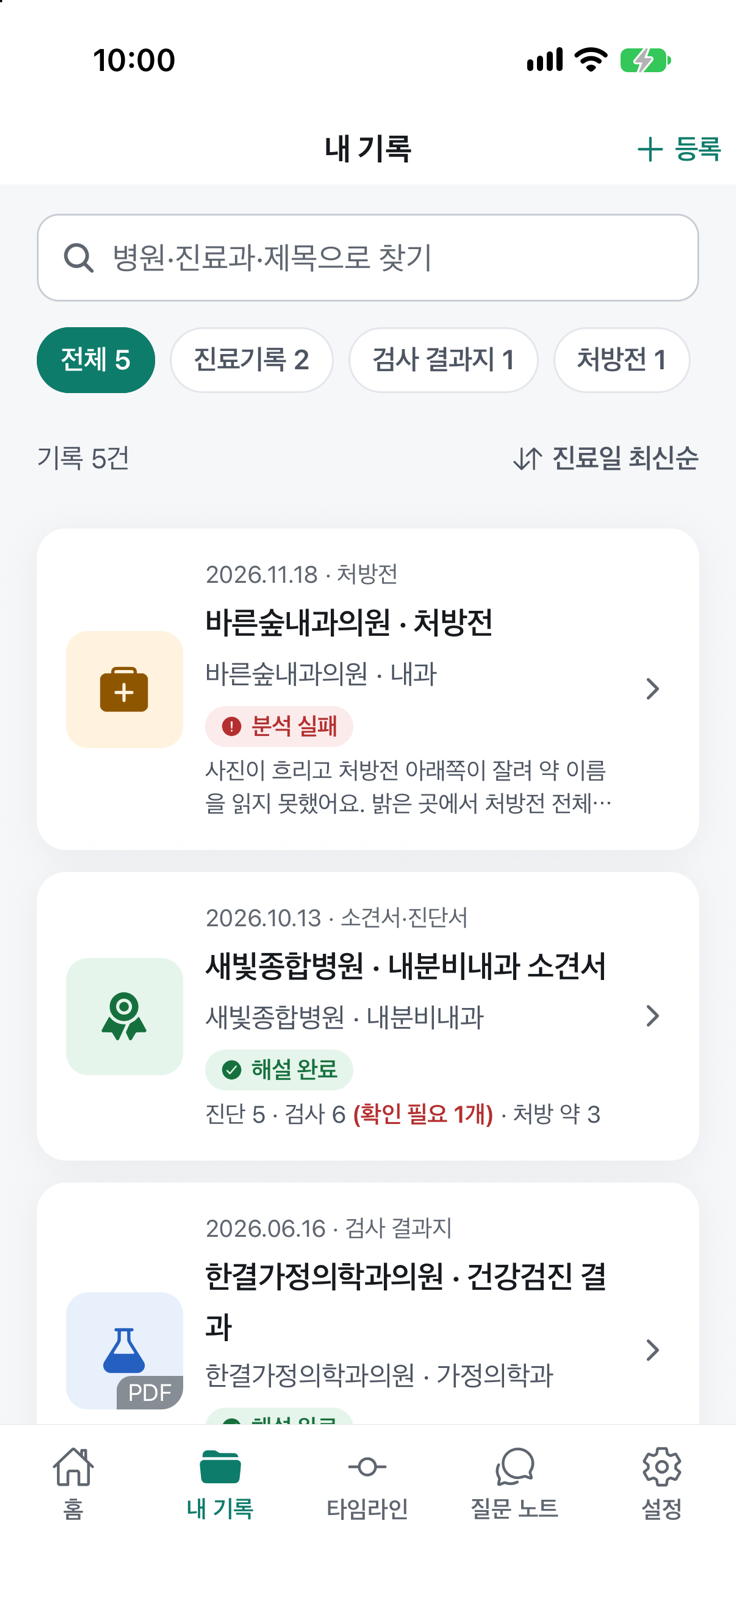 10:00
내 기록
등록
병원·진료과·제목으로 찾기
전체 5
진료기록 2
검사 결과지 1
처방전 1
기록 5건
진료일 최신순
2026.11.18 · 처방전
바른숲내과의원 · 처방전
바른숲내과의원 · 내과
분석 실패
사진이 흐리고 처방전 아래쪽이 잘려 약 이름
을 읽지 못했어요. 밝은 곳에서 처방전 전체…
2026.10.13 · 소견서·진단서
새빛종합병원 · 내분비내과 소견서
새빛종합병원 · 내분비내과
해설 완료
진단 5 · 검사 6 (확인 필요 1개) · 처방 약 3
2026.06.16 · 검사 결과지
한결가정의학과의원 · 건강검진 결
과
한결가정의학과의원 · 가정의학과
PDF
홈
내 기록
타임라인
질문 노트
설정